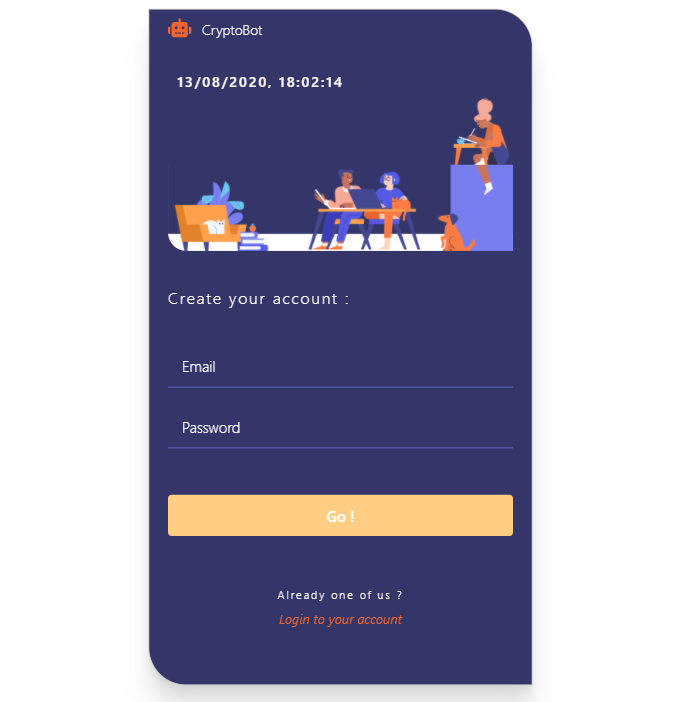 CryptoBot
13/08/2020, 18:02:14
Create your account :
Email
Password
Go !
Already one of us ?
Login to your account